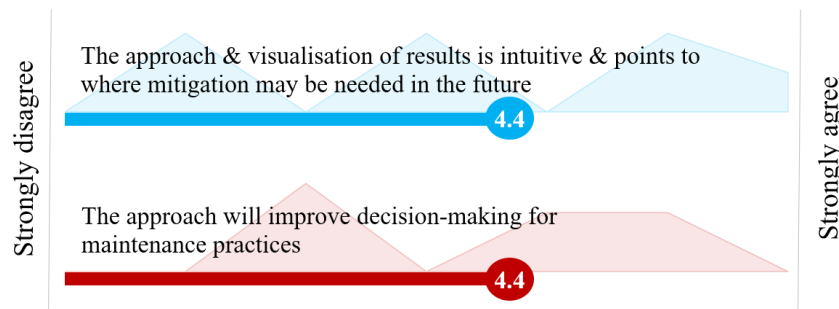 Strongly disagree
The approach & visualisation of results is intuitive & points to
where mitigation may be needed in the future
4.4
The approach will improve decision-making for
maintenance practices
4.4
Strongly agree